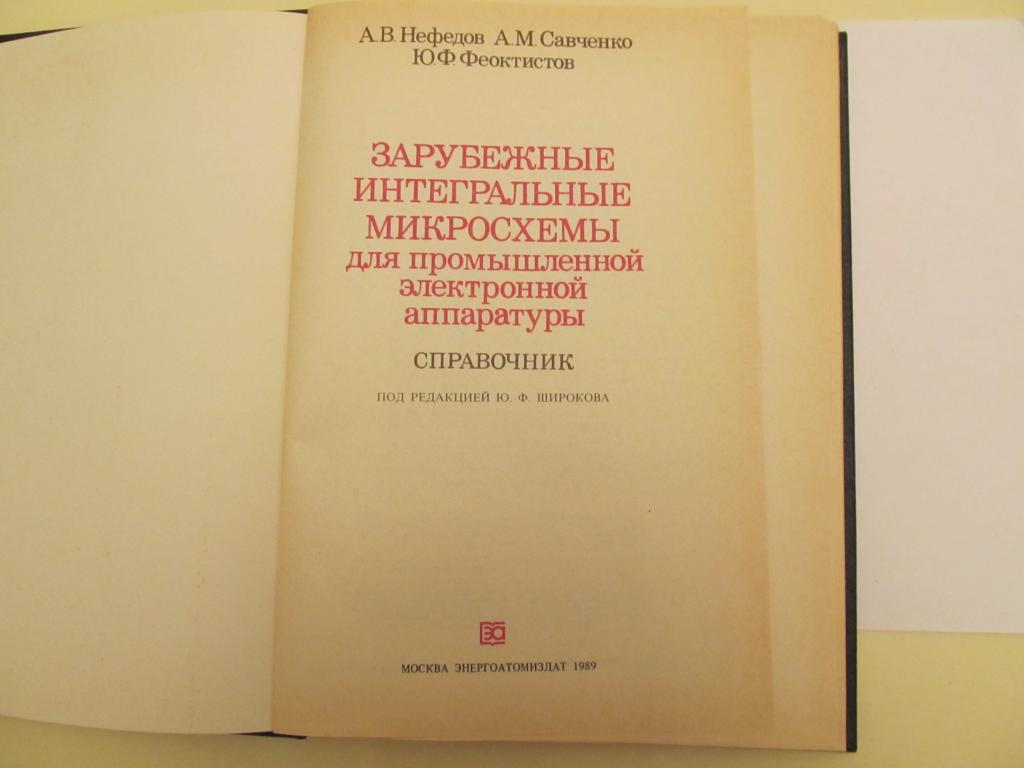 А.В.Нефедов А.М.Савченко
Ю.Ф.Феоктистов
ЗАРУБЕЖНЫЕ
ИНТЕГРАЛЬНЫЕ
МИКРОСХЕМЫ
для промышленной
электронной
аппаратуры
СПРАВОЧНИК
ПОД РЕДАКЦИЕЙ Ю. Ф. ШИРОКОВА
МОСКВА ЭНЕРГОАТОМИЗДАТ 1989